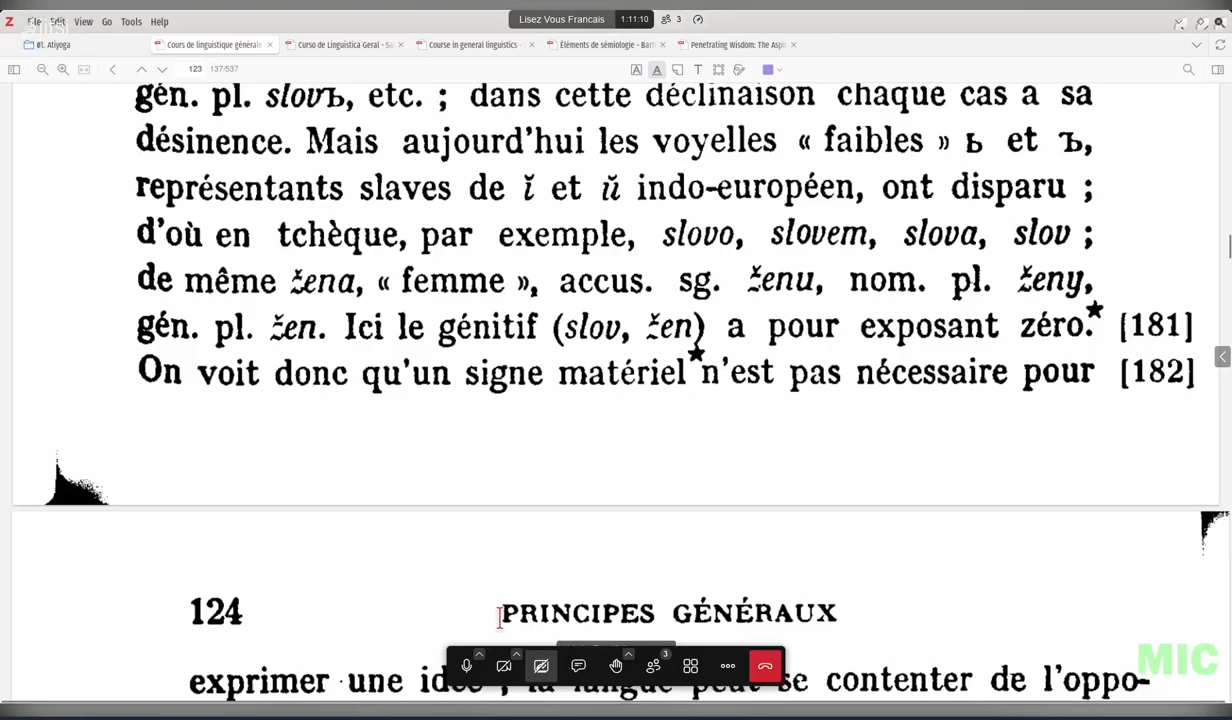 File Edit View Go Tools Help
Lisez Vous Francais 1:11:10 3
01. Atiyoga
Cours de linguistique générale
Curso de Linguística Geral - Sa
Course in general linguistics -
Éléments de sémiologie - Bart
Penetrating Wisdom: The Aspi
123 137/537
gén. pl. slovъ, etc. ; dans cette déclinaison chaque cas a sa
désinence. Mais aujourd'hui les voyelles « faibles » ь et ъ,
représentants slaves de ĭ et ŭ indo-européen, ont disparu ;
d'où en tchèque, par exemple, slovo, slovem, slova, slov ;
de même žena, « femme », accus. sg. ženu, nom. pl. ženy,
gén. pl. žen. Ici le génitif (slov, žen) a pour exposant zéro.★ [181]
On voit donc qu'un signe matériel★n'est pas nécessaire pour [182]
124 PRINCIPES GÉNÉRAUX
3
MIC
exprimer une idée ; la langue peut se contenter de l'oppo-